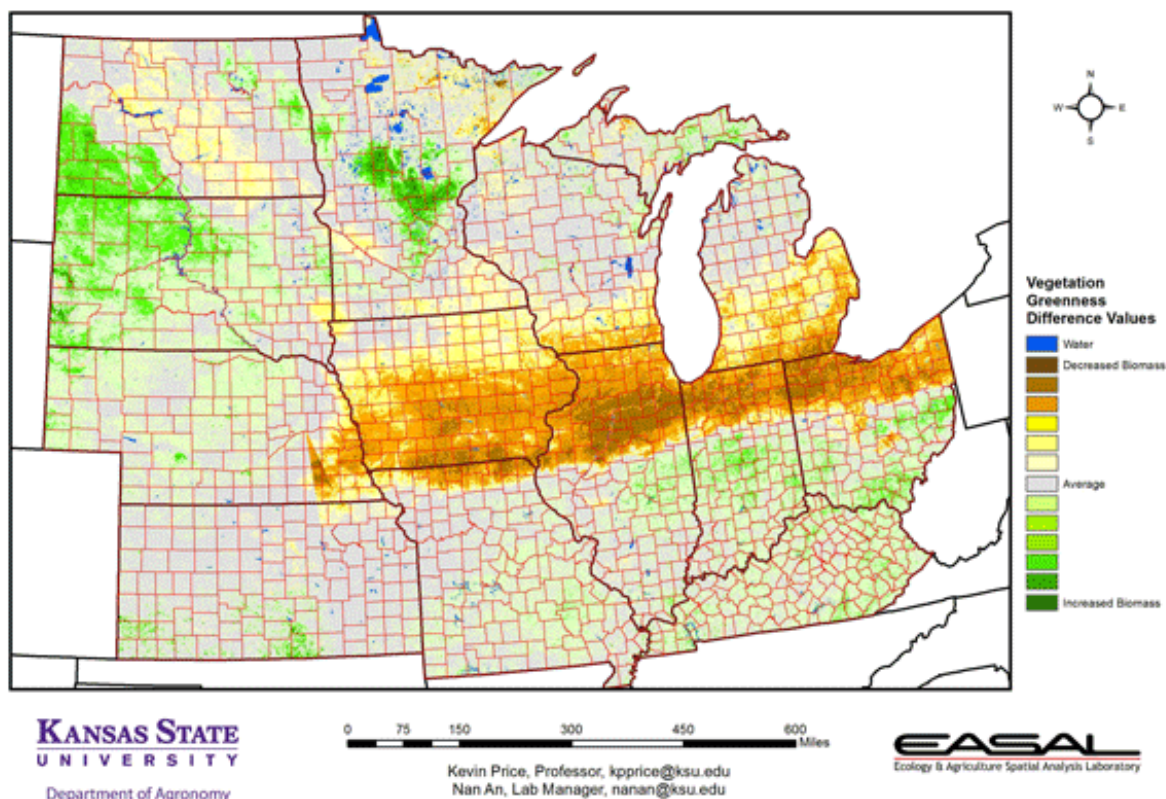 N
W
E
S
Vegetation
Greenness
Difference Values
Water
Decreased Biomass
Average
Increased Biomass
KANSAS STATE
UNIVERSITY
Department of Agronomy
0 75 150 300 450 600
Miles
Kevin Price, Professor, kpprice@ksu.edu
Nan An, Lab Manager, nanan@ksu.edu
EASAL
Ecology & Agriculture Spatial Analysis Laboratory